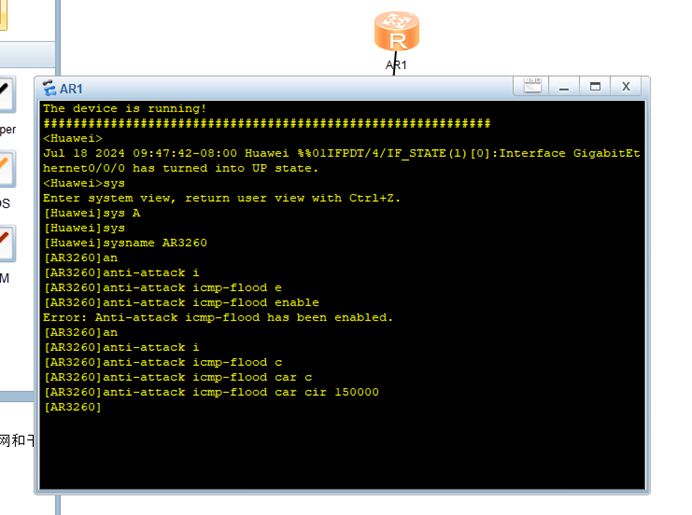 R
AR1
AR1
per
The device is running!
############################################################
<Huawei>
Jul 18 2024 09:47:42-08:00 Huawei %%01IFPDT/4/IF_STATE(l)[0]:Interface GigabitEt
hernet0/0/0 has turned into UP state.
<Huawei>sys
Enter system view, return user view with Ctrl+Z.
[Huawei]sys A
[Huawei]sys
[Huawei]sysname AR3260
[AR3260]an
[AR3260]anti-attack i
[AR3260]anti-attack icmp-flood e
[AR3260]anti-attack icmp-flood enable
Error: Anti-attack icmp-flood has been enabled.
[AR3260]an
[AR3260]anti-attack i
[AR3260]anti-attack icmp-flood c
[AR3260]anti-attack icmp-flood car c
[AR3260]anti-attack icmp-flood car cir 150000
[AR3260]
OS
M
网和干